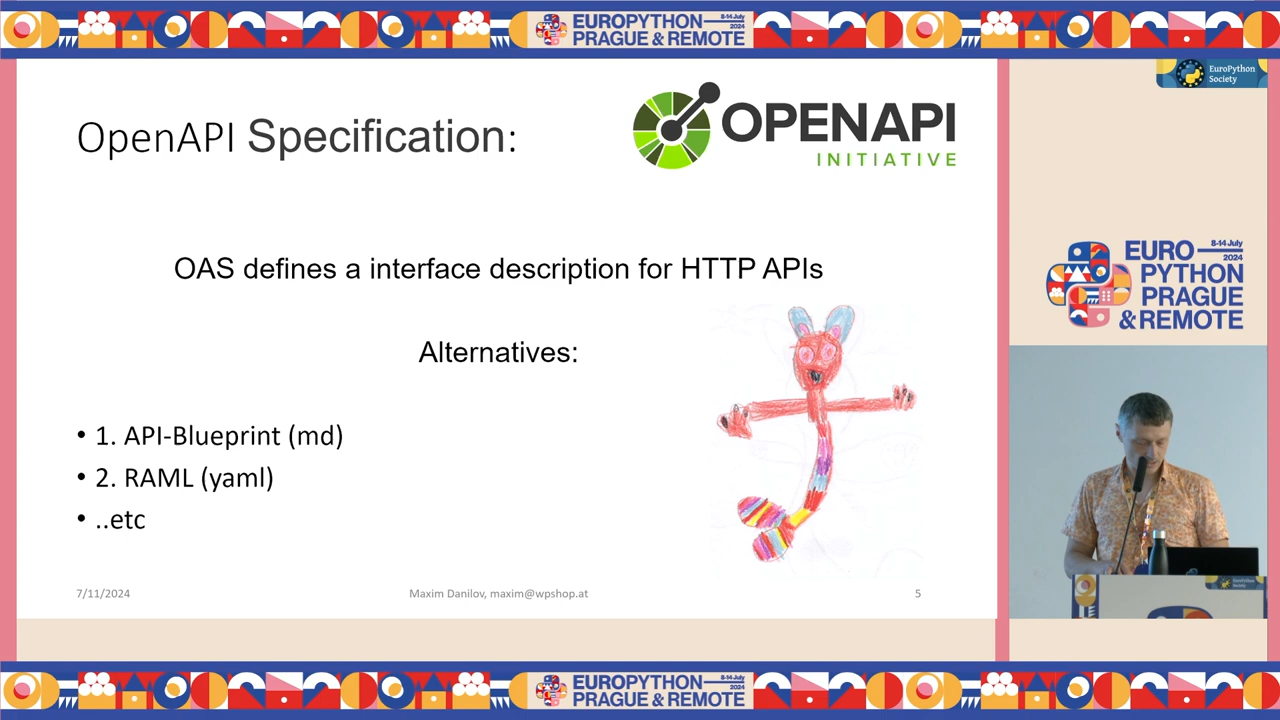 EUROPYTHON
8-14 July
2024
PRAGUE & REMOTE
EuroPython
Society
OpenAPI Specification:
OPENAPI
INITIATIVE
OAS defines a interface description for HTTP APIs
Alternatives:
• 1. API-Blueprint (md)
• 2. RAML (yaml)
• ..etc
7/11/2024
Maxim Danilov, maxim@wpshop.at
5
EURO
8-14 July
2024
PYTHON
PRAGUE
& REMOTE
EuroPython
Society
EUROPYTHON
8-14 July
2024
PRAGUE & REMOTE